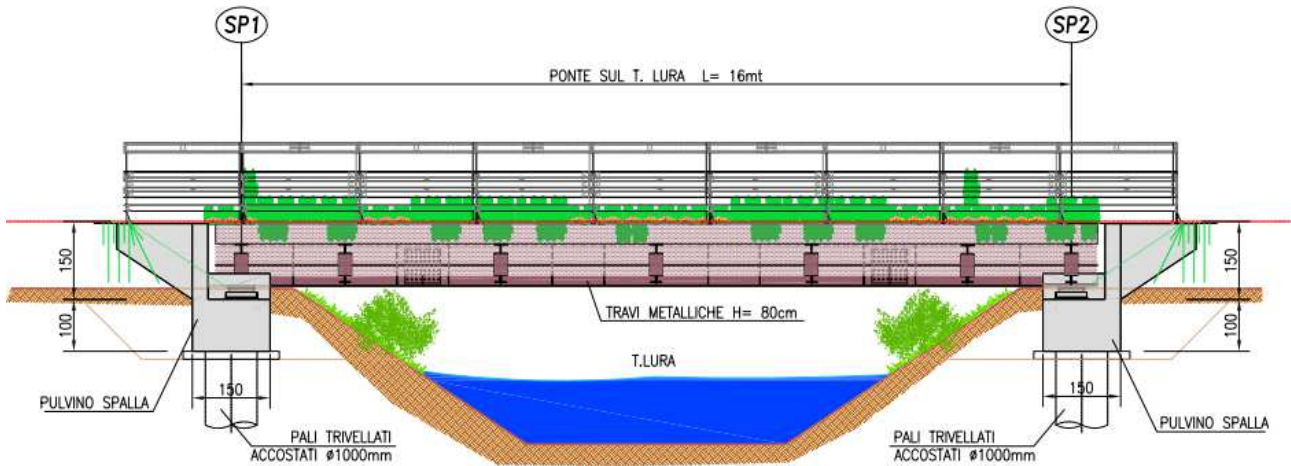 SP1
SP2
PONTE SUL T. LURA L= 16mt
150
150
TRAVI METALLICHE H= 80cm
100
100
T.LURA
150
150
PULVINO SPALLA
PULVINO SPALLA
PALI TRIVELLATI
ACCOSTATI Ø1000mm
PALI TRIVELLATI
ACCOSTATI Ø1000mm